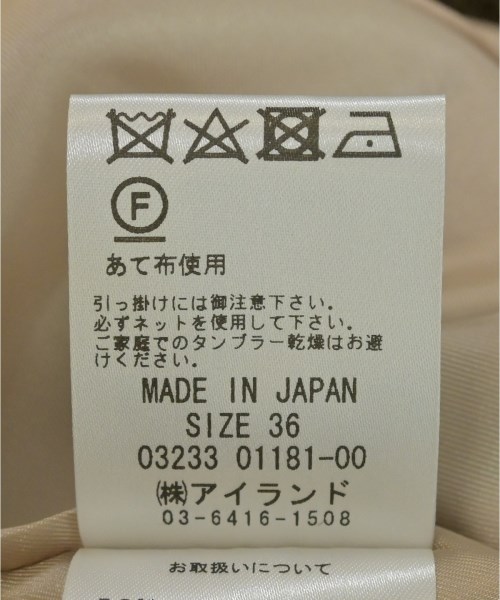 F
あて布使用
引っ掛けには御注意下さい。
必ずネットを使用して下さい。
ご家庭でのタンブラー乾燥はお避
けください。
MADE IN JAPAN
SIZE 36
03233 01181-00
㈱アイランド
03-6416-1508
お取扱いについて